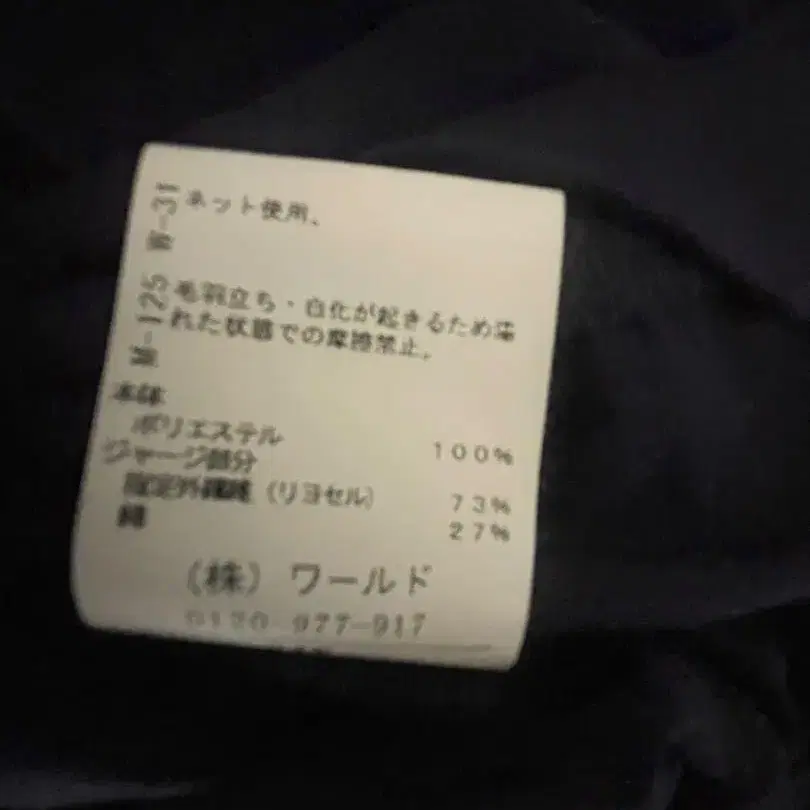 W-31 ネット使用、
M-125 毛羽立ち・白化が起きるため濡
れた状態での摩擦禁止。
本体
ポリエステル 100%
ジャージ部分
指定外繊維(リヨセル) 73%
綿 27%
(株)ワールド
0120-977-917